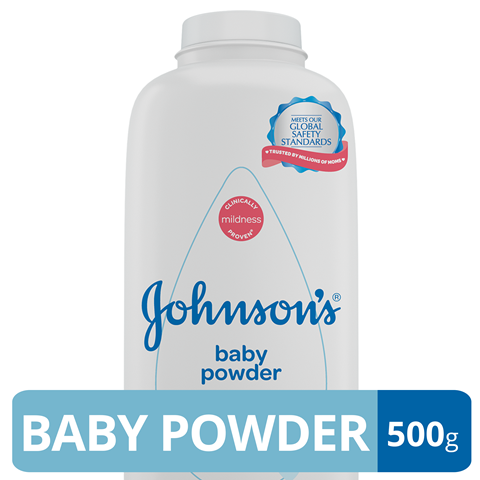 MEETS OUR
GLOBAL
SAFETY
STANDARDS
TRUSTED BY MILLIONS OF MOMS
CLINICALLY
mildness
PROVEN*
Johnson's®
baby
powder
BABY POWDER 500g